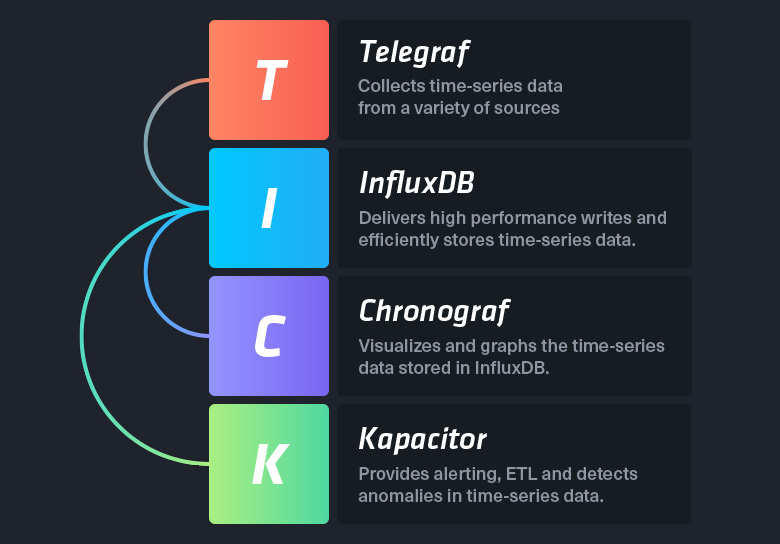 T
Telegraf
Collects time-series data
from a variety of sources
I
InfluxDB
Delivers high performance writes and
efficiently stores time-series data.
C
Chronograf
Visualizes and graphs the time-series
data stored in InfluxDB.
K
Kapacitor
Provides alerting, ETL and detects
anomalies in time-series data.